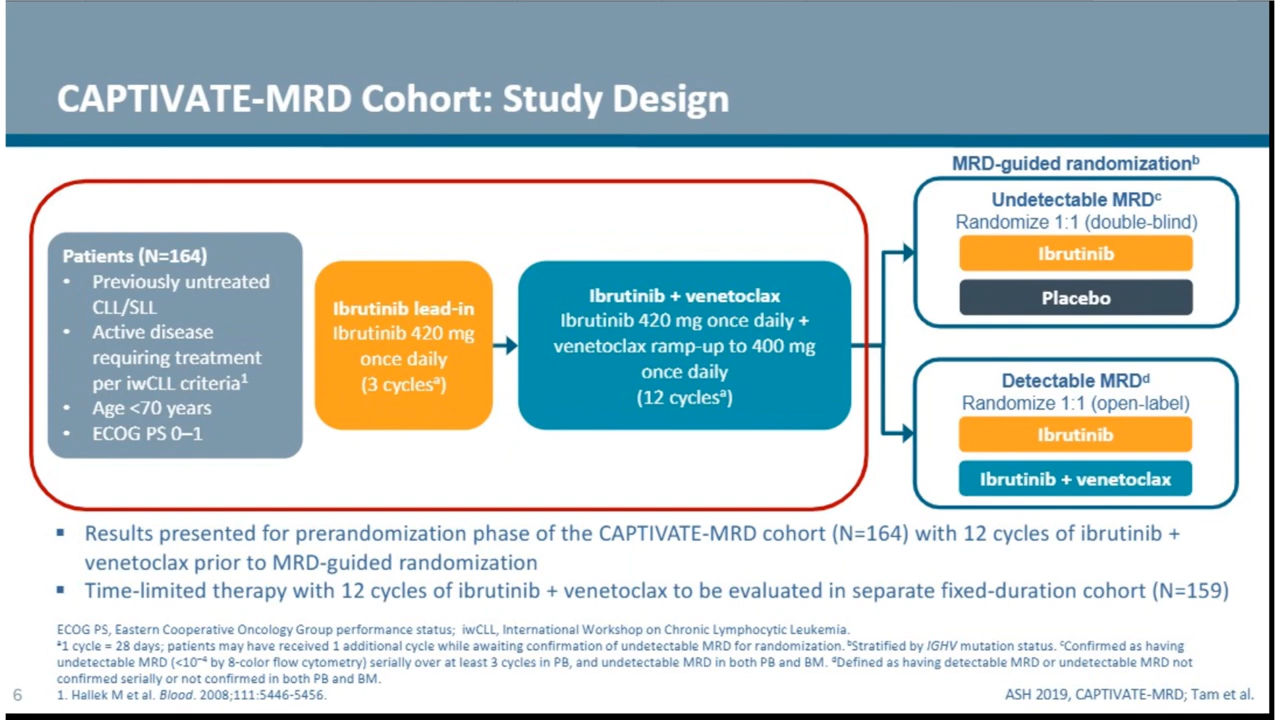 CAPTIVATE-MRD Cohort: Study Design
Patients (N=164)
• Previously untreated
CLL/SLL
• Active disease
requiring treatment
per iwCLL criteria¹
• Age <70 years
• ECOG PS 0–1
Ibrutinib lead-in
Ibrutinib 420 mg
once daily
(3 cyclesᵃ)
Ibrutinib + venetoclax
Ibrutinib 420 mg once daily +
venetoclax ramp-up to 400 mg
once daily
(12 cyclesᵃ)
MRD-guided randomizationᵇ
Undetectable MRDᶜ
Randomize 1:1 (double-blind)
Ibrutinib
Placebo
Detectable MRDᵈ
Randomize 1:1 (open-label)
Ibrutinib
Ibrutinib + venetoclax
▪ Results presented for prerandomization phase of the CAPTIVATE-MRD cohort (N=164) with 12 cycles of ibrutinib +
venetoclax prior to MRD-guided randomization
▪ Time-limited therapy with 12 cycles of ibrutinib + venetoclax to be evaluated in separate fixed-duration cohort (N=159)
ECOG PS, Eastern Cooperative Oncology Group performance status; iwCLL, International Workshop on Chronic Lymphocytic Leukemia.
ᵃ1 cycle = 28 days; patients may have received 1 additional cycle while awaiting confirmation of undetectable MRD for randomization. ᵇStratified by IGHV mutation status. ᶜConfirmed as having
undetectable MRD (<10⁻⁴ by 8-color flow cytometry) serially over at least 3 cycles in PB, and undetectable MRD in both PB and BM. ᵈDefined as having detectable MRD or undetectable MRD not
confirmed serially or not confirmed in both PB and BM.
1. Hallek M et al. Blood. 2008;111:5446-5456.
6
ASH 2019, CAPTIVATE-MRD; Tam et al.